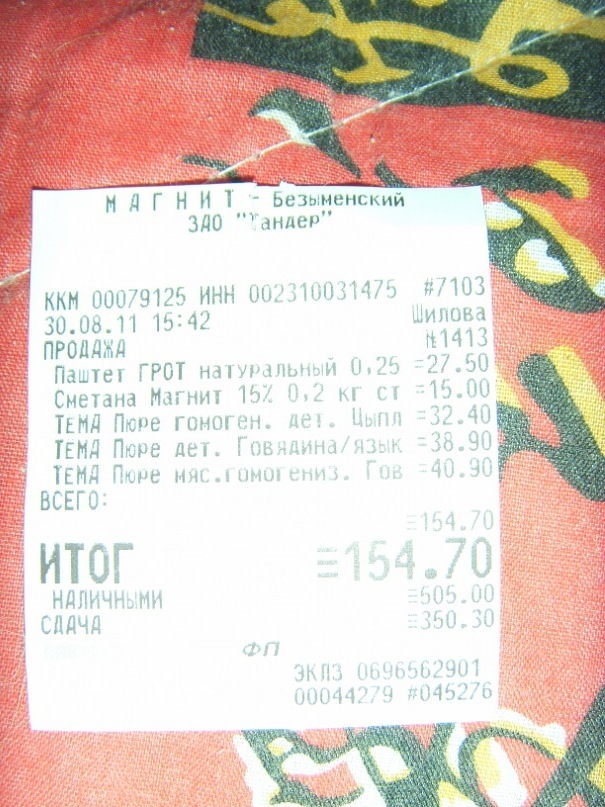 МАГНИТ - Безыменский
ЗАО "Тандер"
ККМ 00079125 ИНН 002310031475 #7103
30.08.11 15:42 Шилова
ПРОДАЖА №1413
Паштет ГРОТ натуральный 0,25 =27.50
Сметана Магнит 15% 0,2 кг ст =15.00
ТЕМА Пюре гомоген. дет. Цыпл =32.40
ТЕМА Пюре дет. Говядина/язык =38.90
ТЕМА Пюре мяс.гомогениз. Гов =40.90
ВСЕГО:
≡154.70
ИТОГ ≡154.70
НАЛИЧНЫМИ ≡505.00
СДАЧА ≡350.30
ФП
ЭКЛЗ 0696562901
00044279 #045276